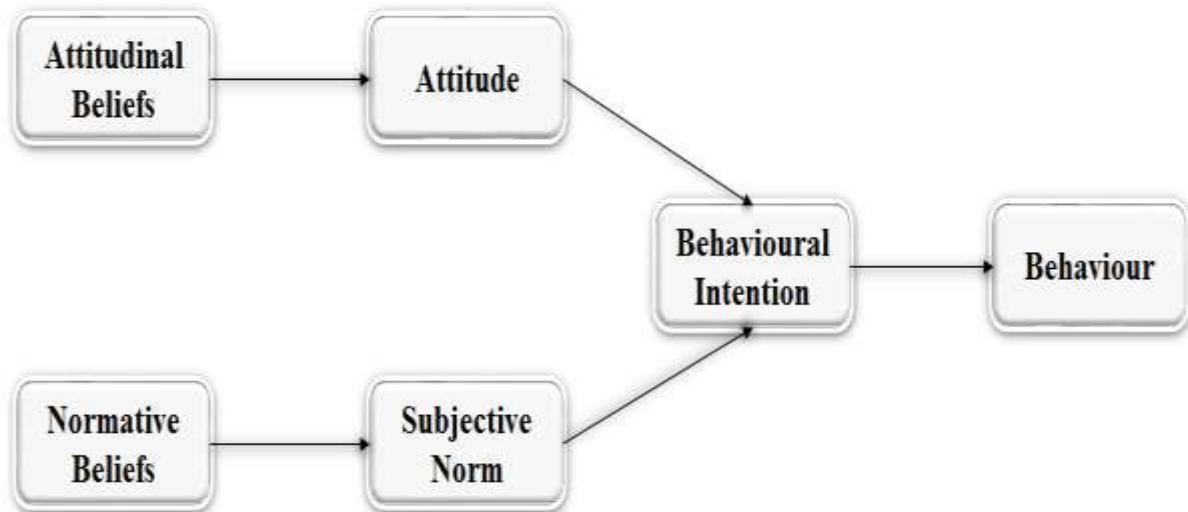 Attitudinal
Beliefs
Attitude
Behavioural
Intention
Behaviour
Normative
Beliefs
Subjective
Norm